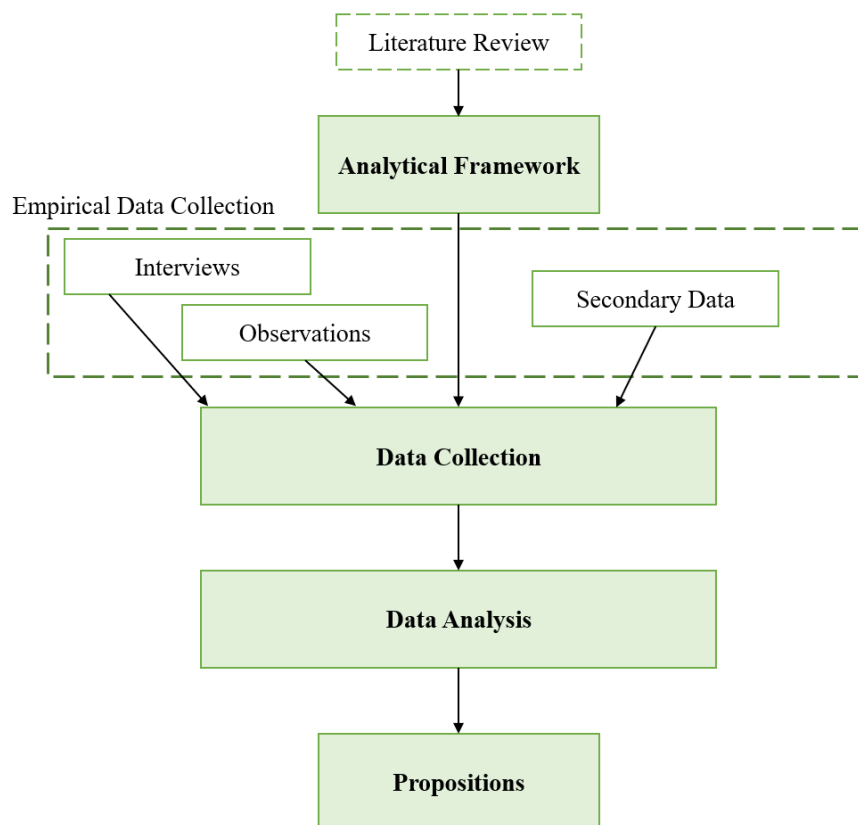 Literature Review
Analytical Framework
Empirical Data Collection
Interviews
Secondary Data
Observations
Data Collection
Data Analysis
Propositions